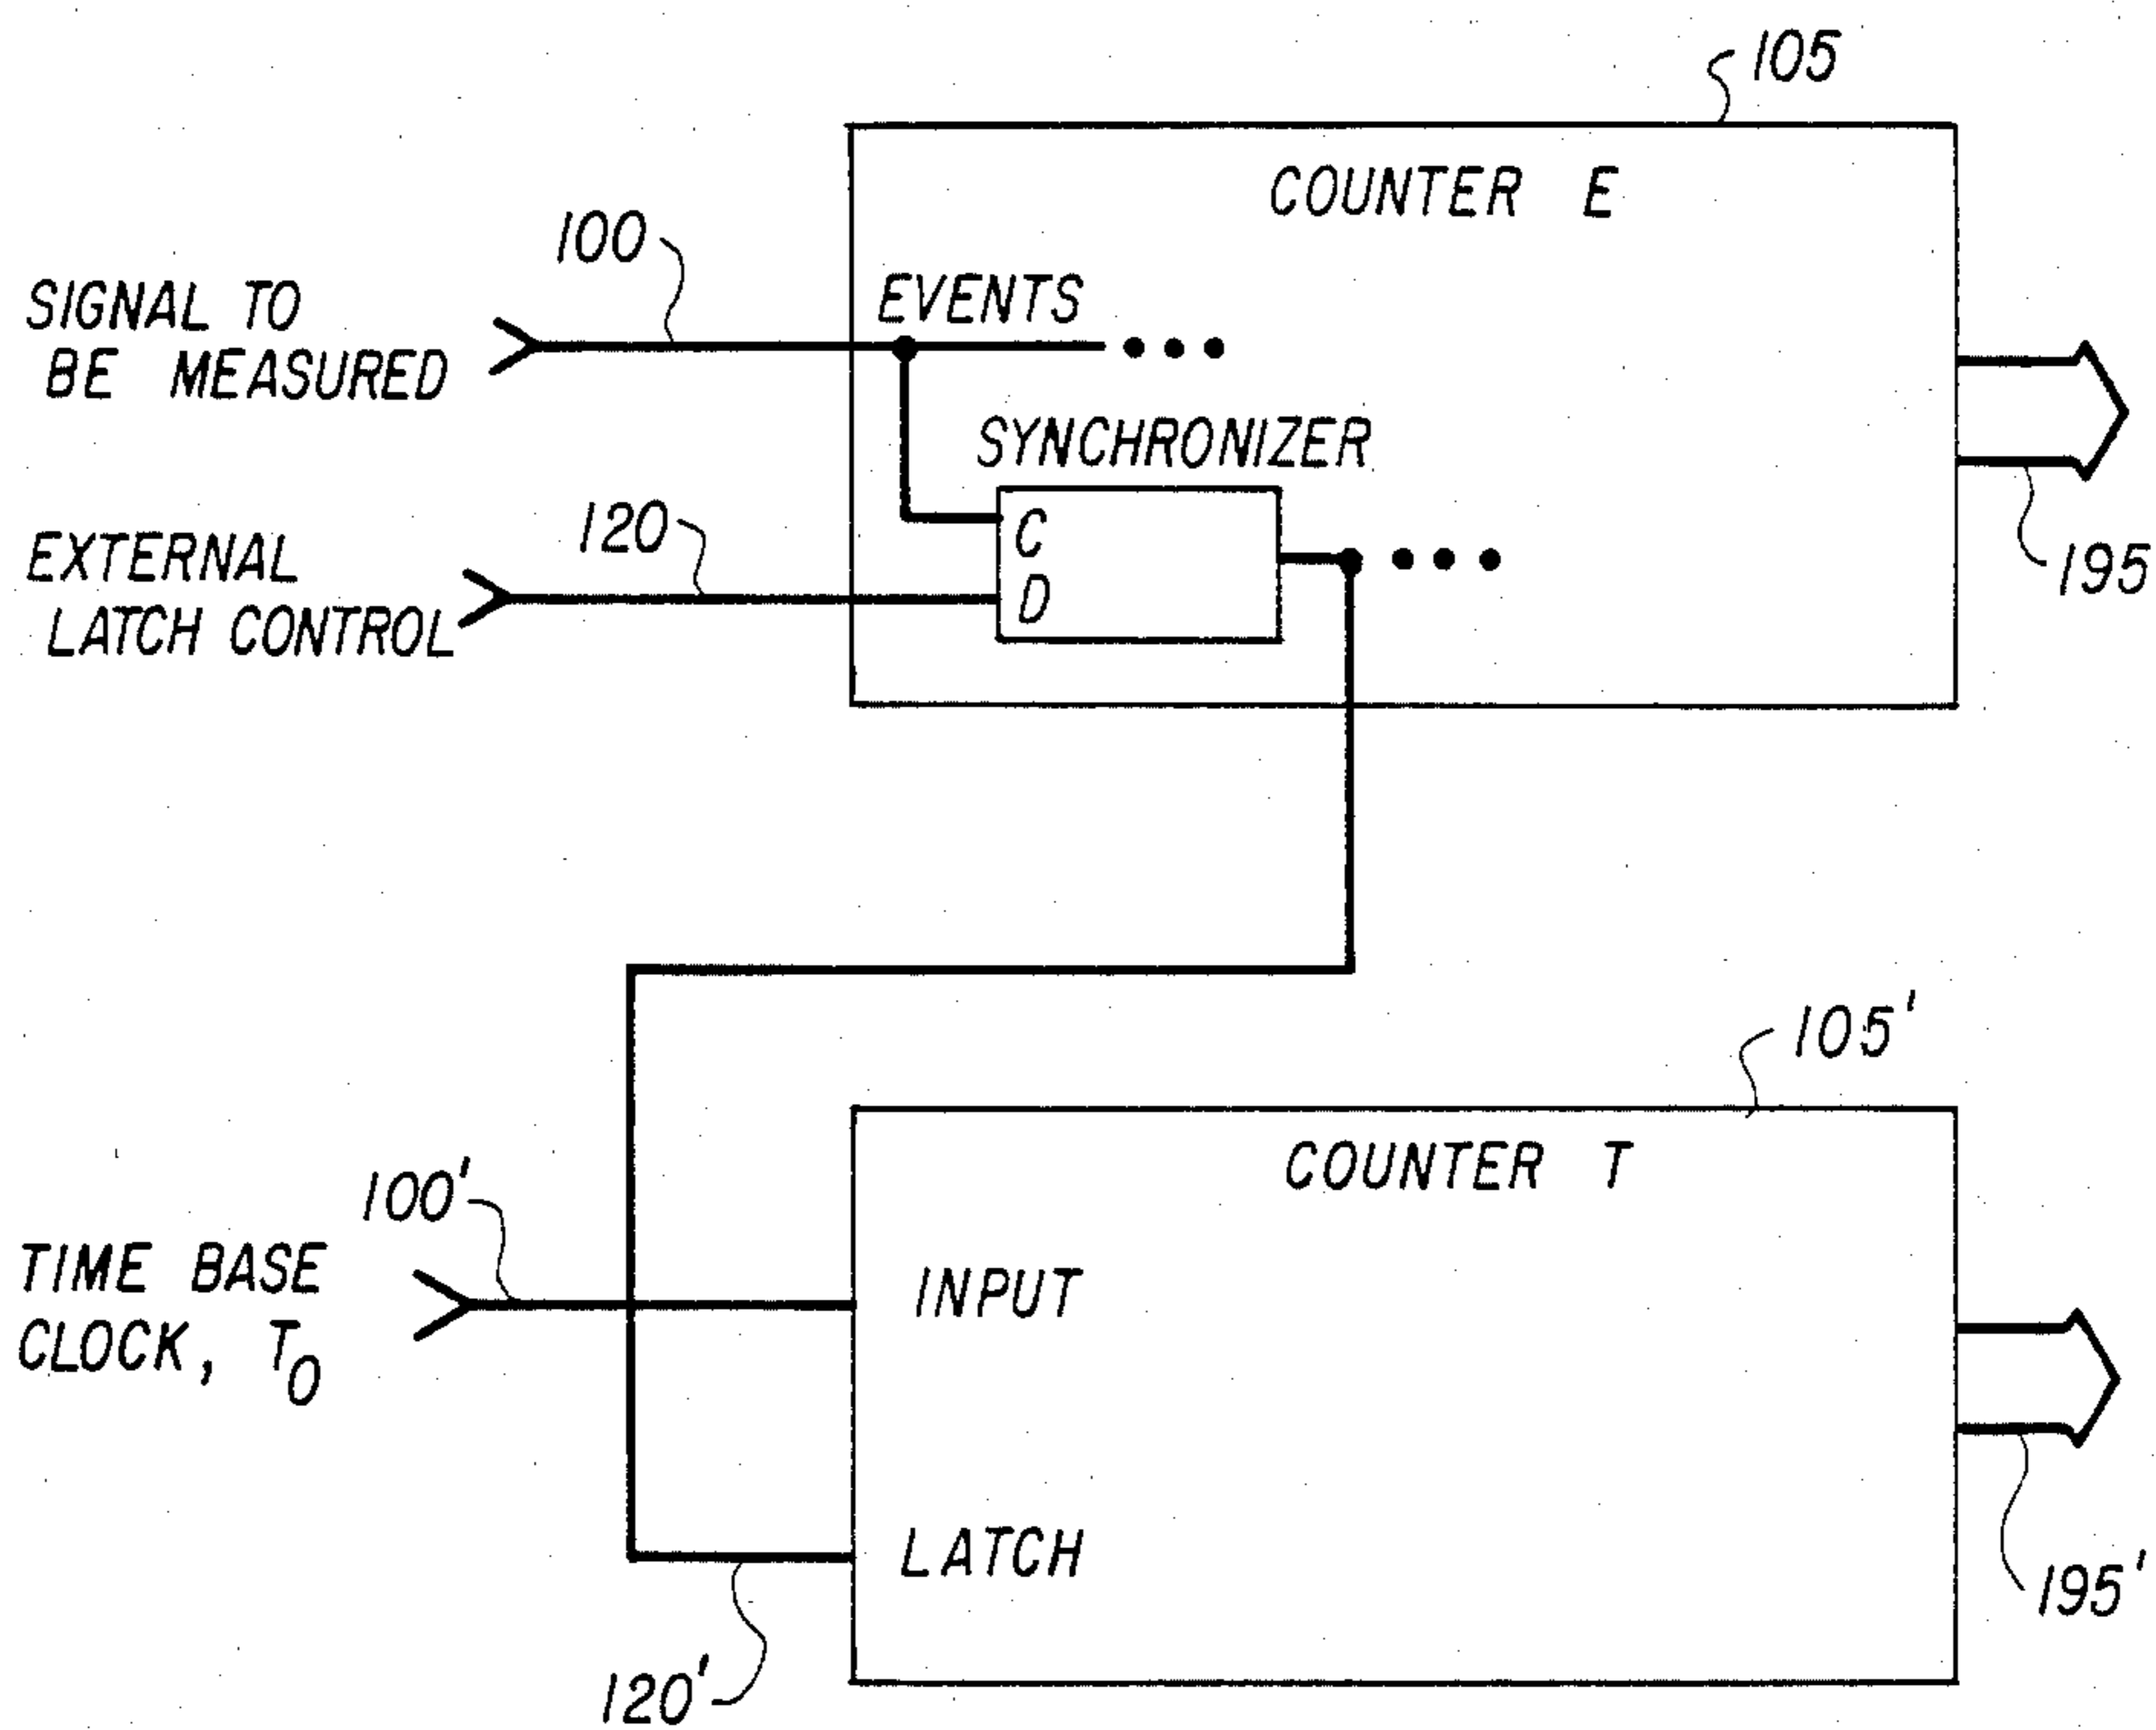 105
COUNTER E
100
EVENTS
SIGNAL TO
BE MEASURED
SYNCHRONIZER
120
C
EXTERNAL
LATCH CONTROL
D
195
105'
COUNTER T
100'
TIME BASE
CLOCK, T0
INPUT
LATCH
195'
120'